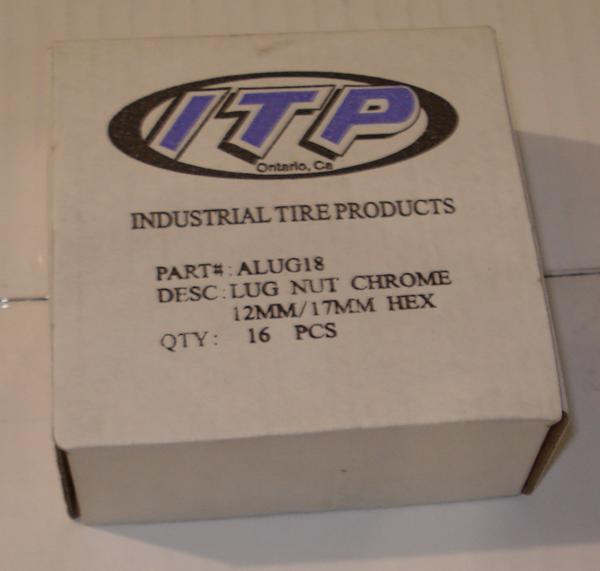 ITP
Ontario, Ca
INDUSTRIAL TIRE PRODUCTS
PART#: ALUG18
DESC: LUG NUT CHROME
12MM/17MM HEX
QTY: 16 PCS